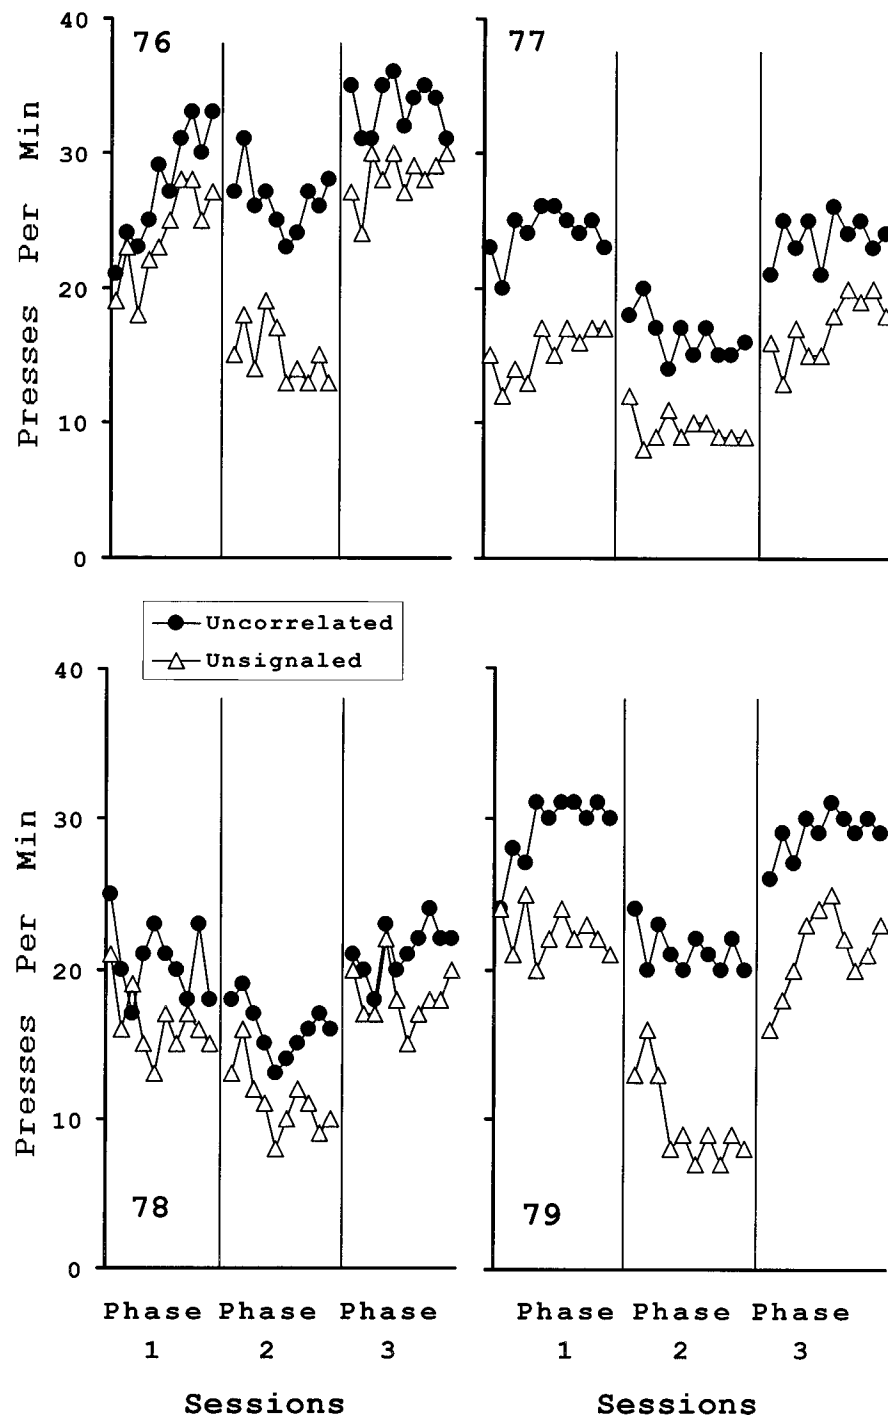 40
76
77
30
20
10
0
Presses Per Min
Uncorrelated
Unsignaled
40
30
20
10
0
Presses Per Min
78
79
Phase Phase Phase
1 2 3
Phase Phase Phase
1 2 3
Sessions
Sessions